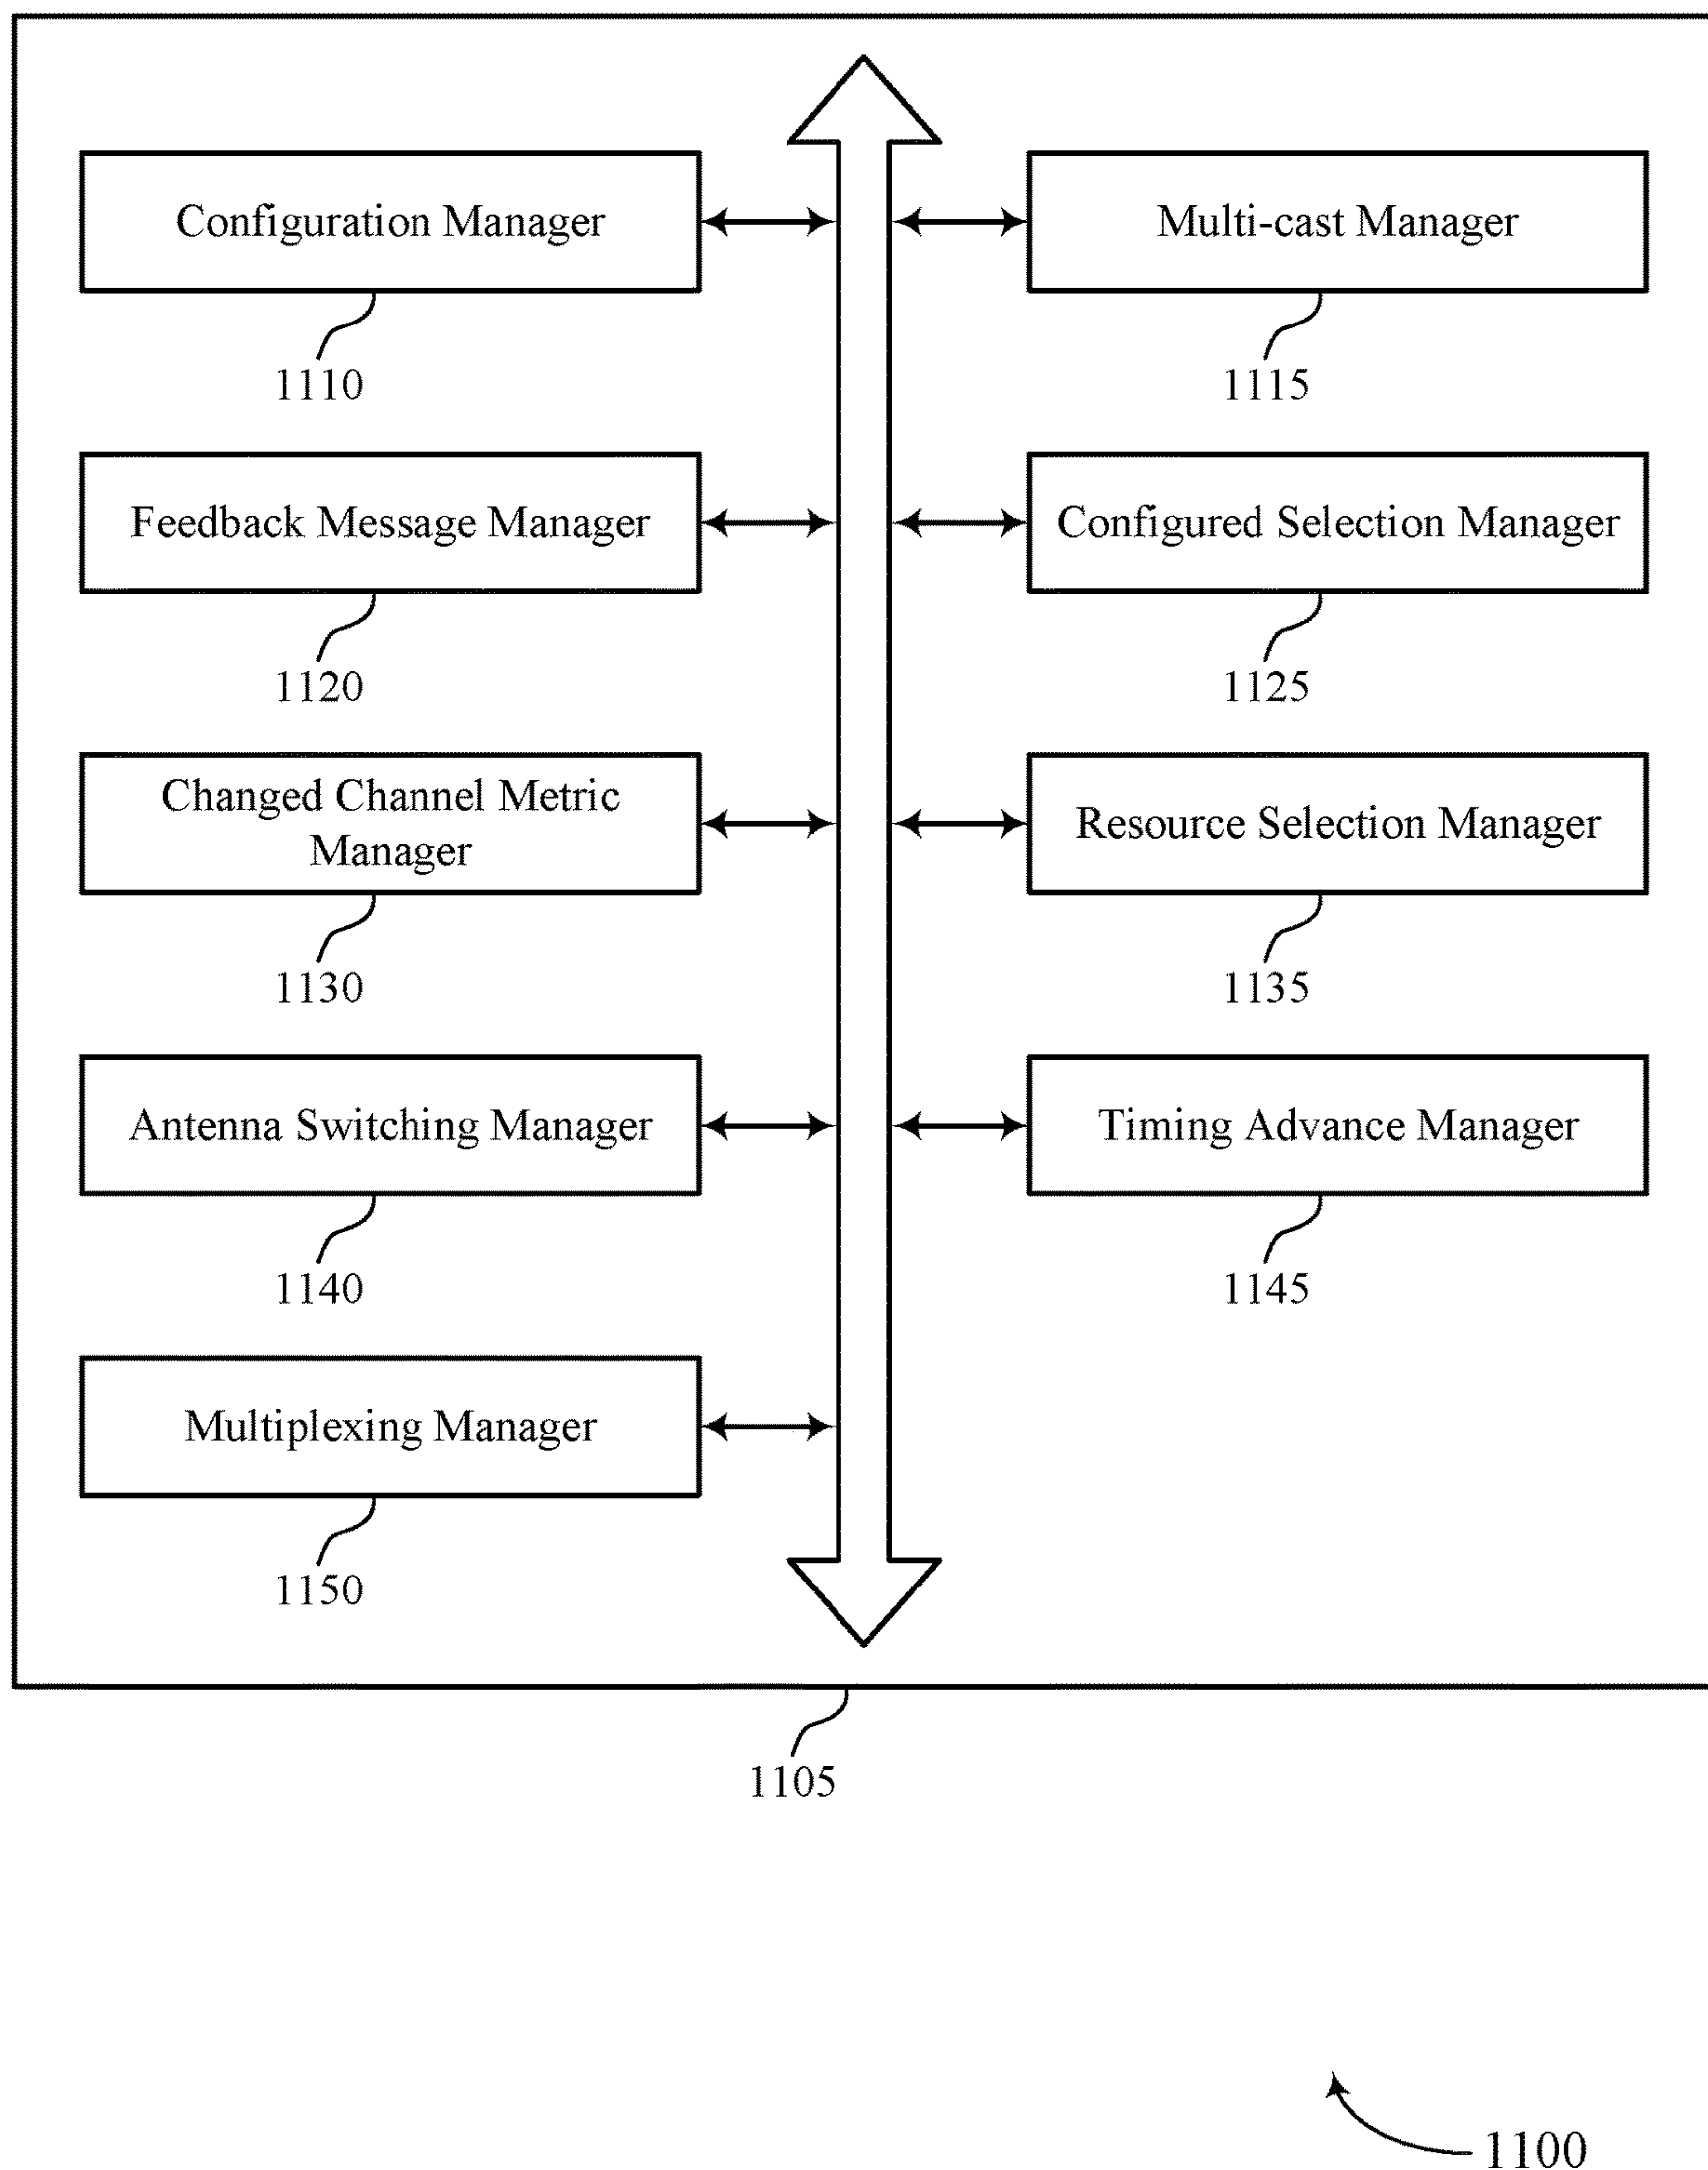 Configuration Manager
Multi-cast Manager
1110
1115
Feedback Message Manager
Configured Selection Manager
1120
1125
Changed Channel Metric
Manager
Resource Selection Manager
1130
1135
Antenna Switching Manager
Timing Advance Manager
1140
1145
Multiplexing Manager
1150
1105
1100